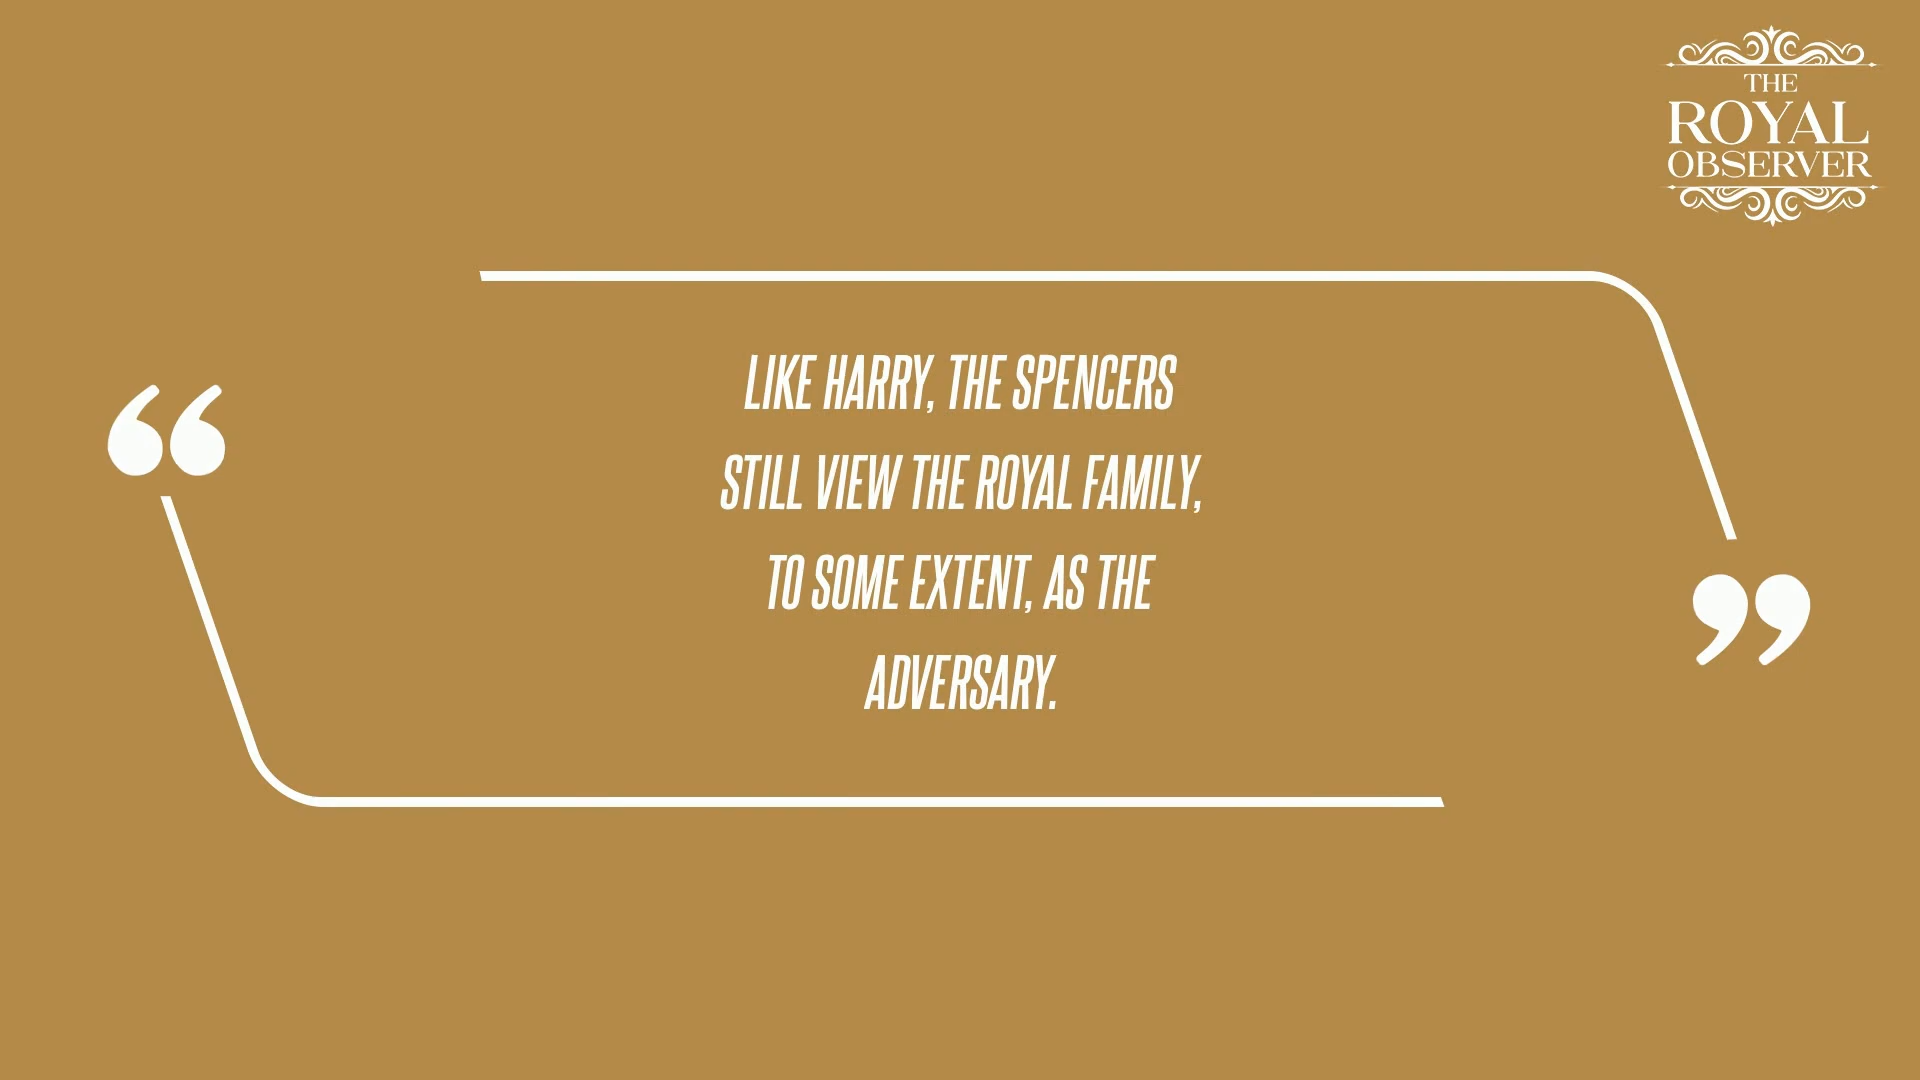 THE
ROYAL
OBSERVER
LIKE HARRY, THE SPENCERS
STILL VIEW THE ROYAL FAMILY,
TO SOME EXTENT, AS THE
ADVERSARY.